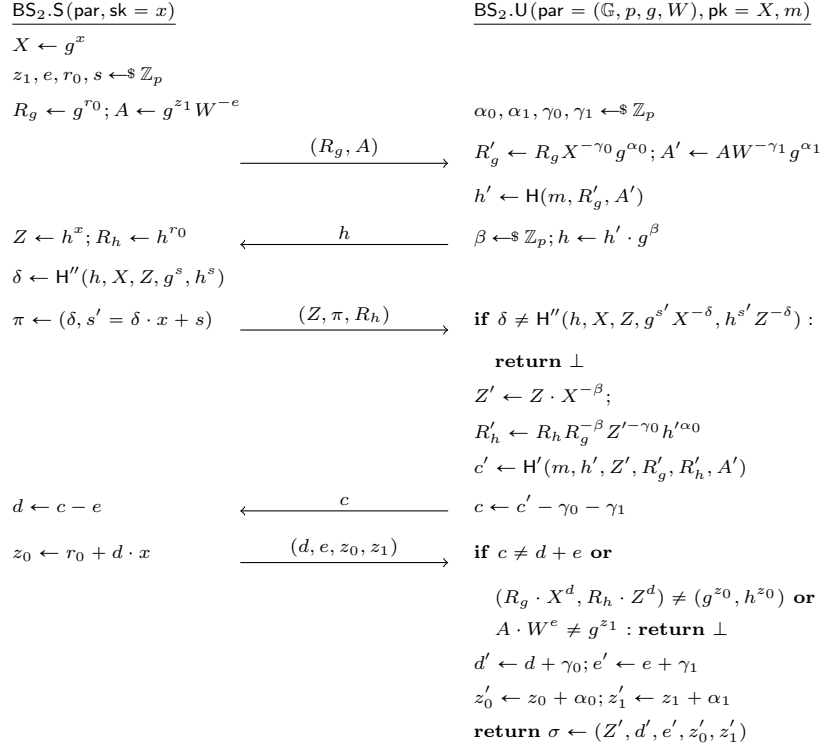 BS₂.S(par, sk = x) BS₂.U(par = (𝔾, p, g, W), pk = X, m)
X ← g^x
z₁, e, r₀, s ←$ ℤ_p
R_g ← g^{r₀}; A ← g^{z₁}W^{−e} α₀, α₁, γ₀, γ₁ ←$ ℤ_p
(R_g, A) R′_g ← R_g X^{−γ₀} g^{α₀}; A′ ← AW^{−γ₁} g^{α₁}
h′ ← H(m, R′_g, A′)
Z ← h^x; R_h ← h^{r₀} h β ←$ ℤ_p; h ← h′ · g^β
δ ← H″(h, X, Z, g^s, h^s)
π ← (δ, s′ = δ · x + s) (Z, π, R_h) if δ ≠ H″(h, X, Z, g^{s′}X^{−δ}, h^{s′}Z^{−δ}) :
return ⊥
Z′ ← Z · X^{−β};
R′_h ← R_h R_g^{−β} Z′^{−γ₀} h′^{α₀}
c′ ← H′(m, h′, Z′, R′_g, R′_h, A′)
d ← c − e c c ← c′ − γ₀ − γ₁
z₀ ← r₀ + d · x (d, e, z₀, z₁) if c ≠ d + e or
(R_g · X^d, R_h · Z^d) ≠ (g^{z₀}, h^{z₀}) or
A · W^e ≠ g^{z₁} : return ⊥
d′ ← d + γ₀; e′ ← e + γ₁
z′₀ ← z₀ + α₀; z′₁ ← z₁ + α₁
return σ ← (Z′, d′, e′, z′₀, z′₁)